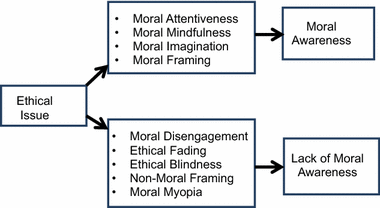 Ethical
Issue
• Moral Attentiveness
• Moral Mindfulness
• Moral Imagination
• Moral Framing
Moral
Awareness
• Moral Disengagement
• Ethical Fading
• Ethical Blindness
• Non-Moral Framing
• Moral Myopia
Lack of Moral
Awareness